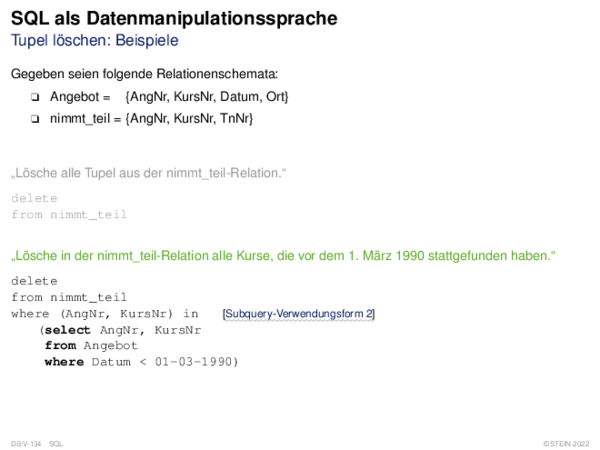 SQL als Datenmanipulationssprache
Tupel löschen: Beispiele
Gegeben seien folgende Relationenschemata:
❑ Angebot = {AngNr, KursNr, Datum, Ort}
❑ nimmt_teil = {AngNr, KursNr, TnNr}
„Lösche alle Tupel aus der nimmt_teil-Relation.“
delete
from nimmt_teil
„Lösche in der nimmt_teil-Relation alle Kurse, die vor dem 1. März 1990 stattgefunden haben.“
delete
from nimmt_teil
where (AngNr, KursNr) in [Subquery-Verwendungsform 2]
(select AngNr, KursNr
from Angebot
where Datum < 01-03-1990)
DB:V-134 SQL ©STEIN 2022